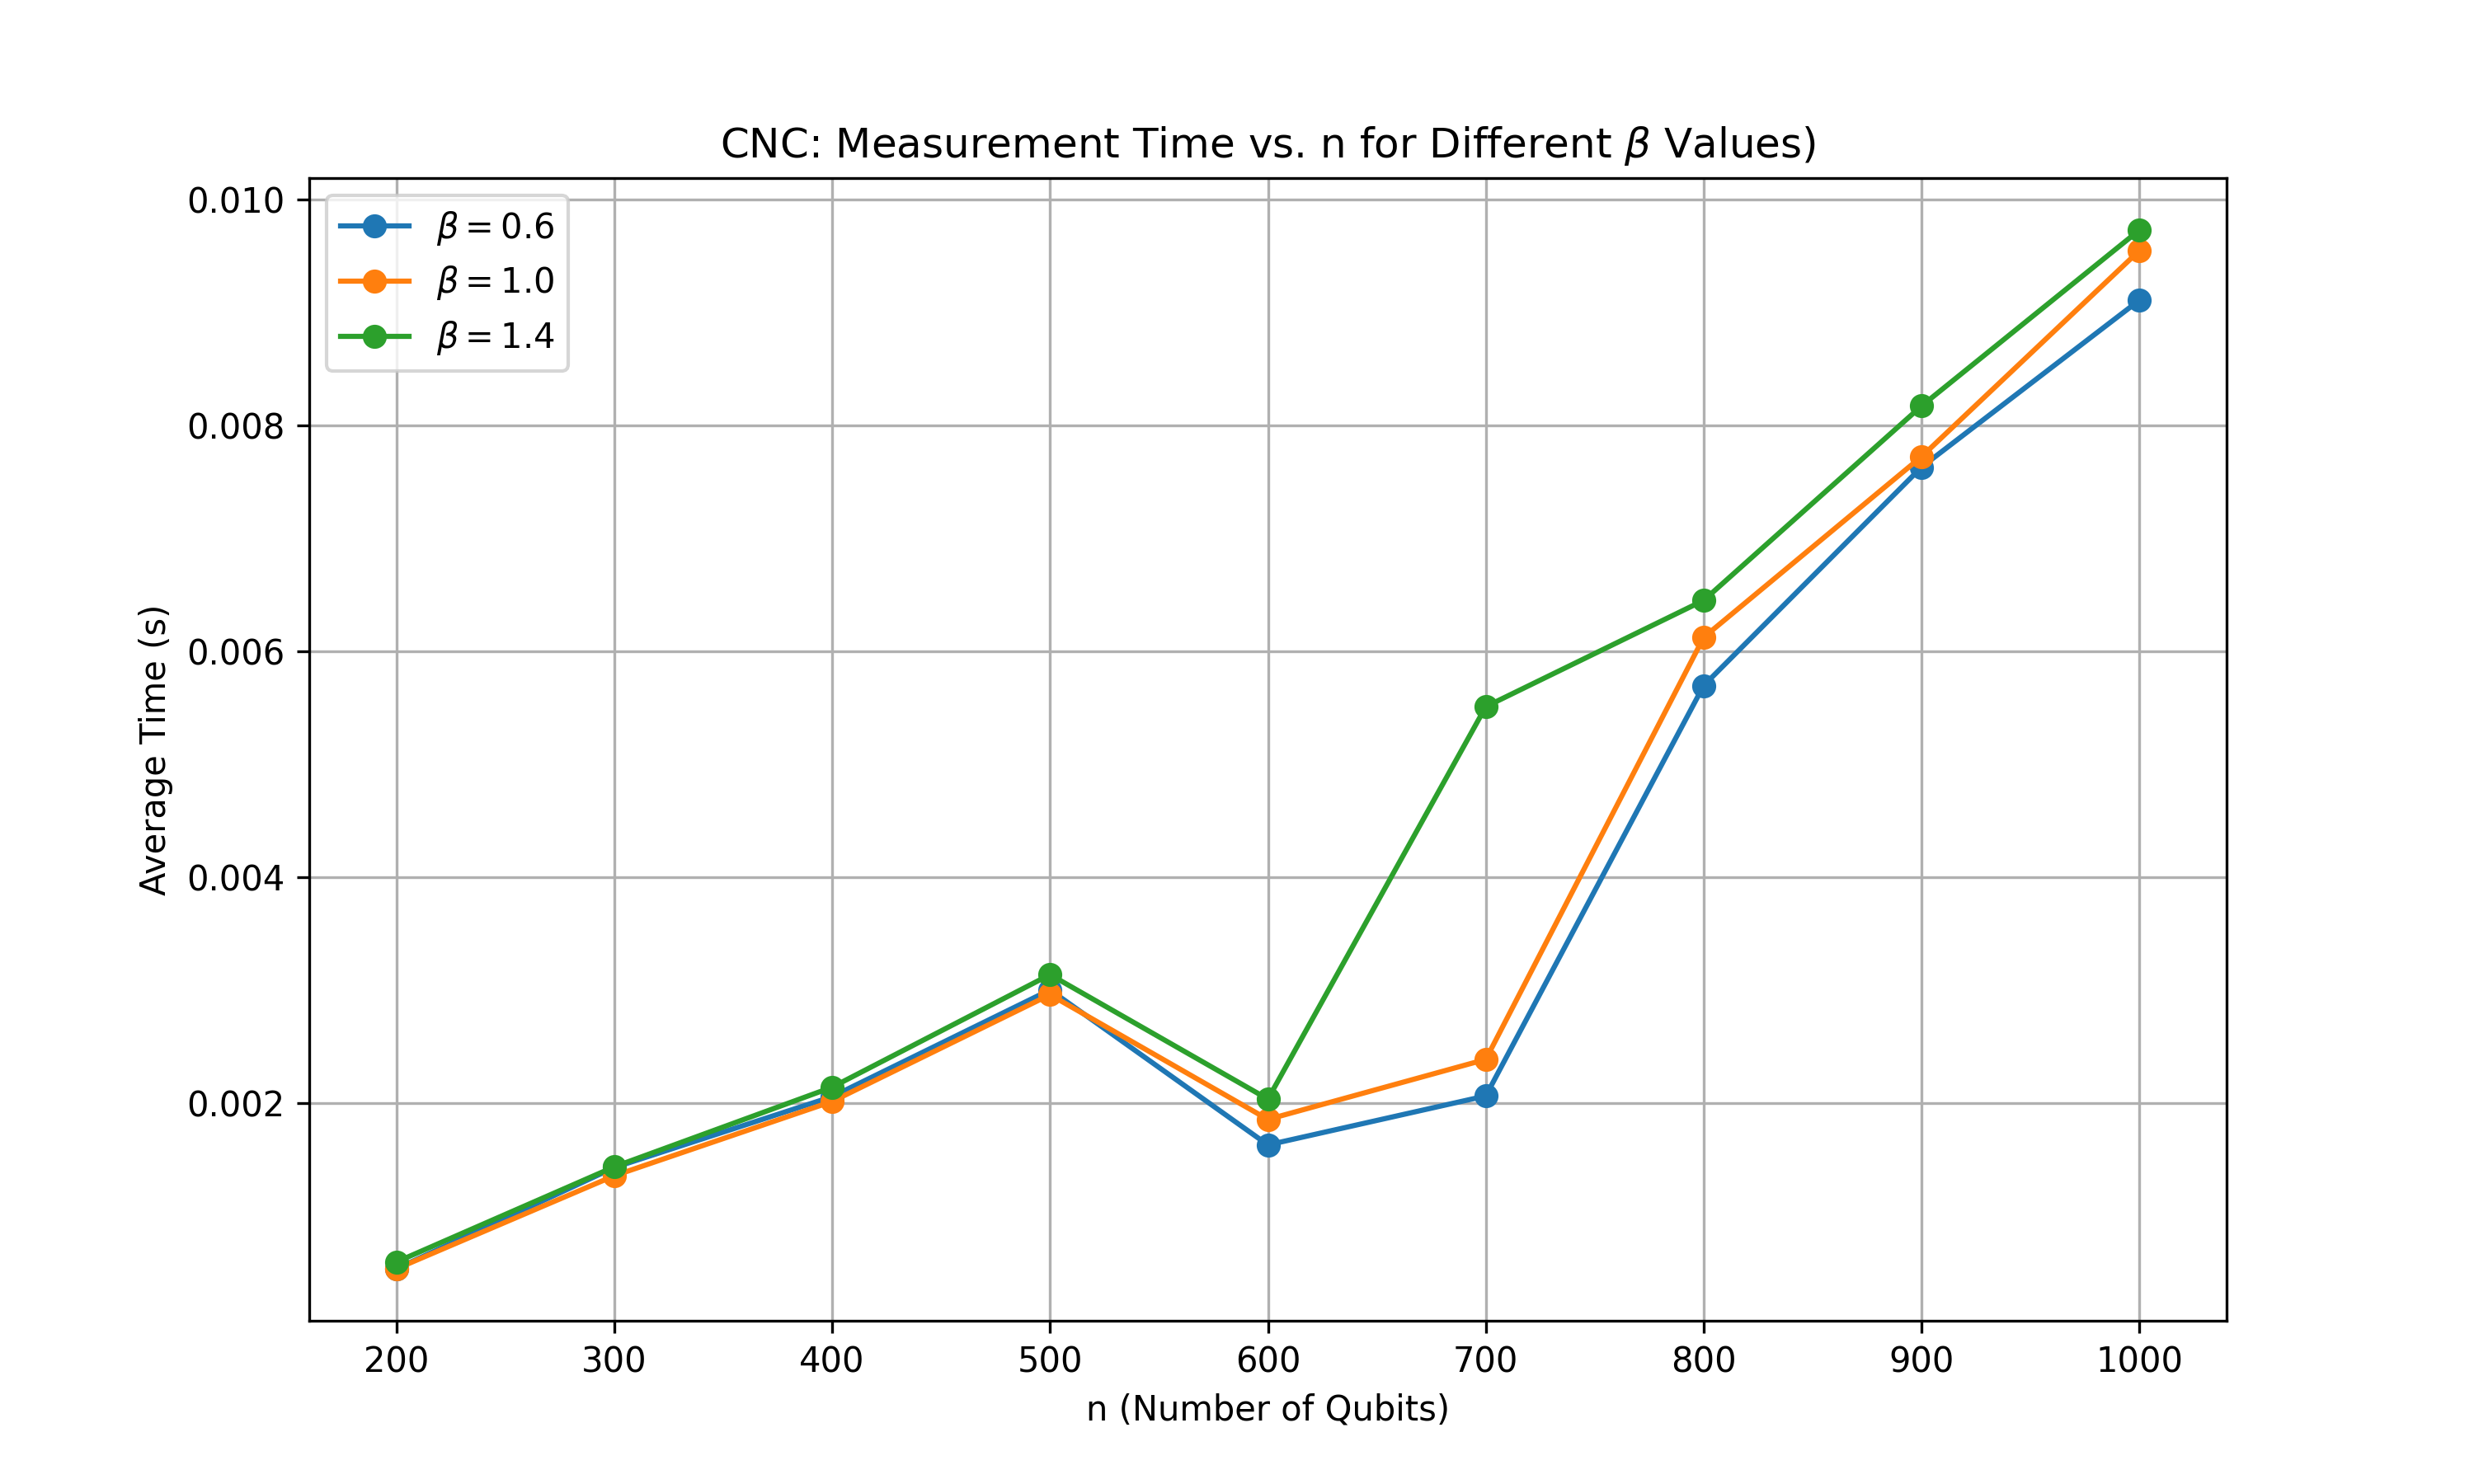 CNC: Measurement Time vs. n for Different β Values)
0.010
0.008
0.006
0.004
0.002
Average Time (s)
β = 0.6
β = 1.0
β = 1.4
200 300 400 500 600 700 800 900 1000
n (Number of Qubits)